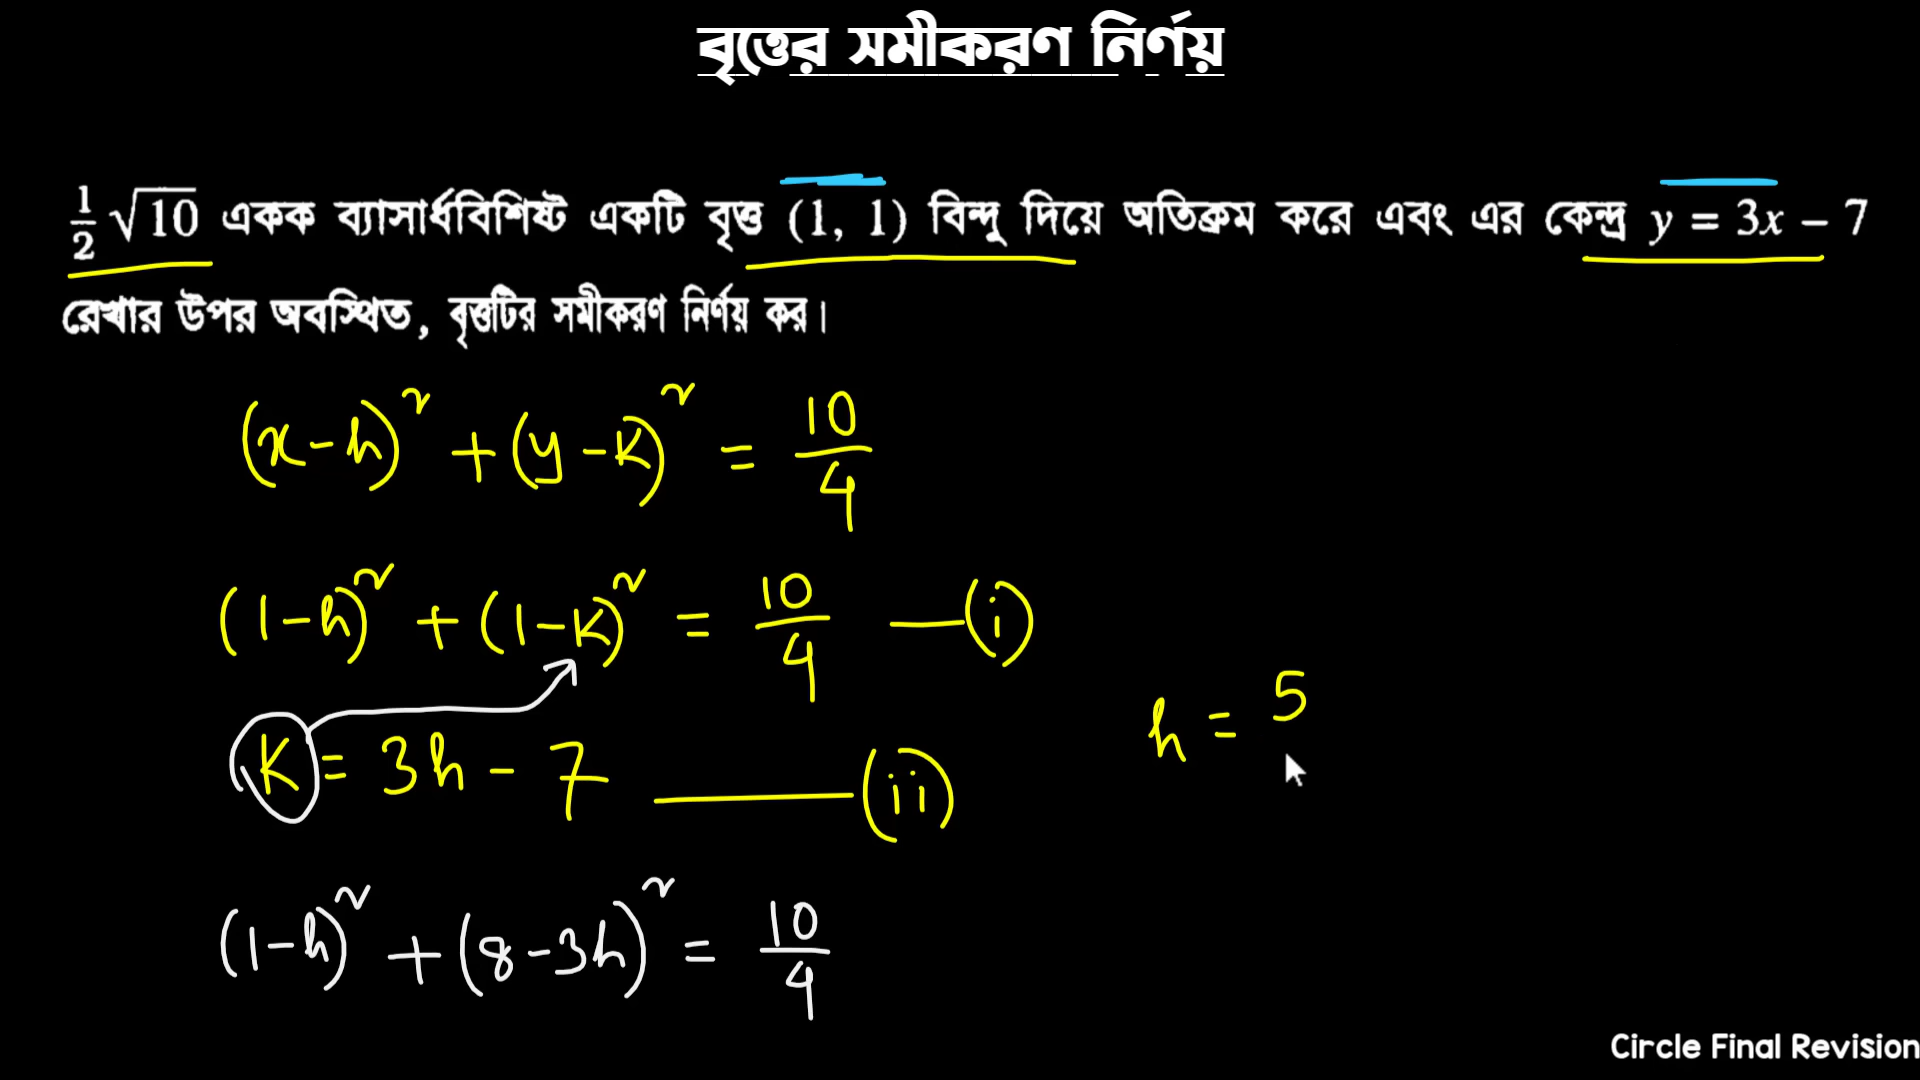 বৃত্তের সমীকরণ নির্ণয়
½√10 একক ব্যাসার্ধবিশিষ্ট একটি বৃত্ত (1, 1) বিন্দু দিয়ে অতিক্রম করে এবং এর কেন্দ্র y = 3x – 7
রেখার উপর অবস্থিত, বৃত্তটির সমীকরণ নির্ণয় কর।
(x-h)² + (y-k)² = 10/4
(1-h)² + (1-k)² = 10/4 —(i)
h = 5
k = 3h - 7 —(ii)
(1-h)² + (8-3h)² = 10/4
Circle Final Revision